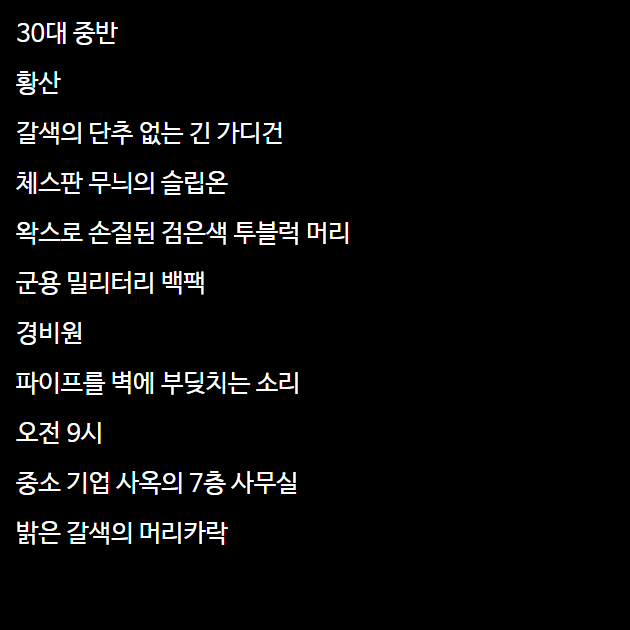 30대 중반
황산
갈색의 단추 없는 긴 가디건
체스판 무늬의 슬립온
왁스로 손질된 검은색 투블럭 머리
군용 밀리터리 백팩
경비원
파이프를 벽에 부딪치는 소리
오전 9시
중소 기업 사옥의 7층 사무실
밝은 갈색의 머리카락